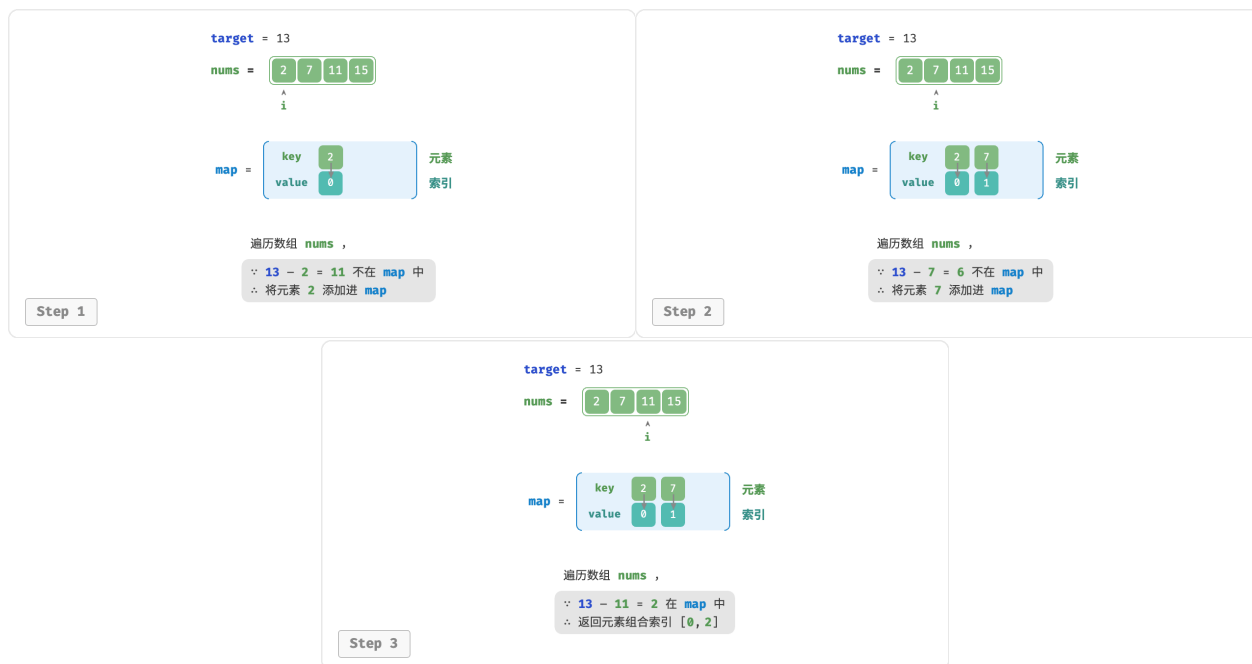 target = 13
nums = 2 7 11 15
i
key 2 元素
map =
value 0 索引
遍历数组 nums ，
∵ 13 － 2 = 11 不在 map 中
∴ 将元素 2 添加进 map
Step 1
target = 13
nums = 2 7 11 15
i
key 2 7 元素
map =
value 0 1 索引
遍历数组 nums ，
∵ 13 － 7 = 6 不在 map 中
∴ 将元素 7 添加进 map
Step 2
target = 13
nums = 2 7 11 15
i
key 2 7 元素
map =
value 0 1 索引
遍历数组 nums ，
∵ 13 － 11 = 2 在 map 中
∴ 返回元素组合索引 [0,2]
Step 3